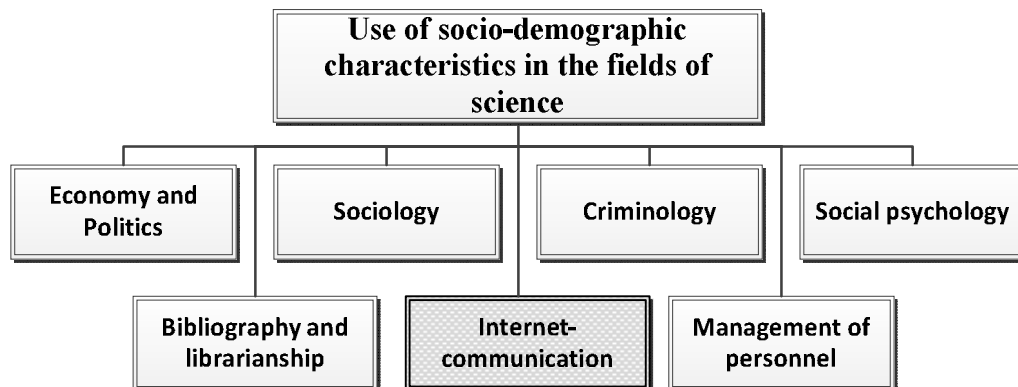 Use of socio-demographic
characteristics in the fields of
science
Economy and
Politics
Sociology
Criminology
Social psychology
Bibliography and
librarianship
Internet-
communication
Management of
personnel